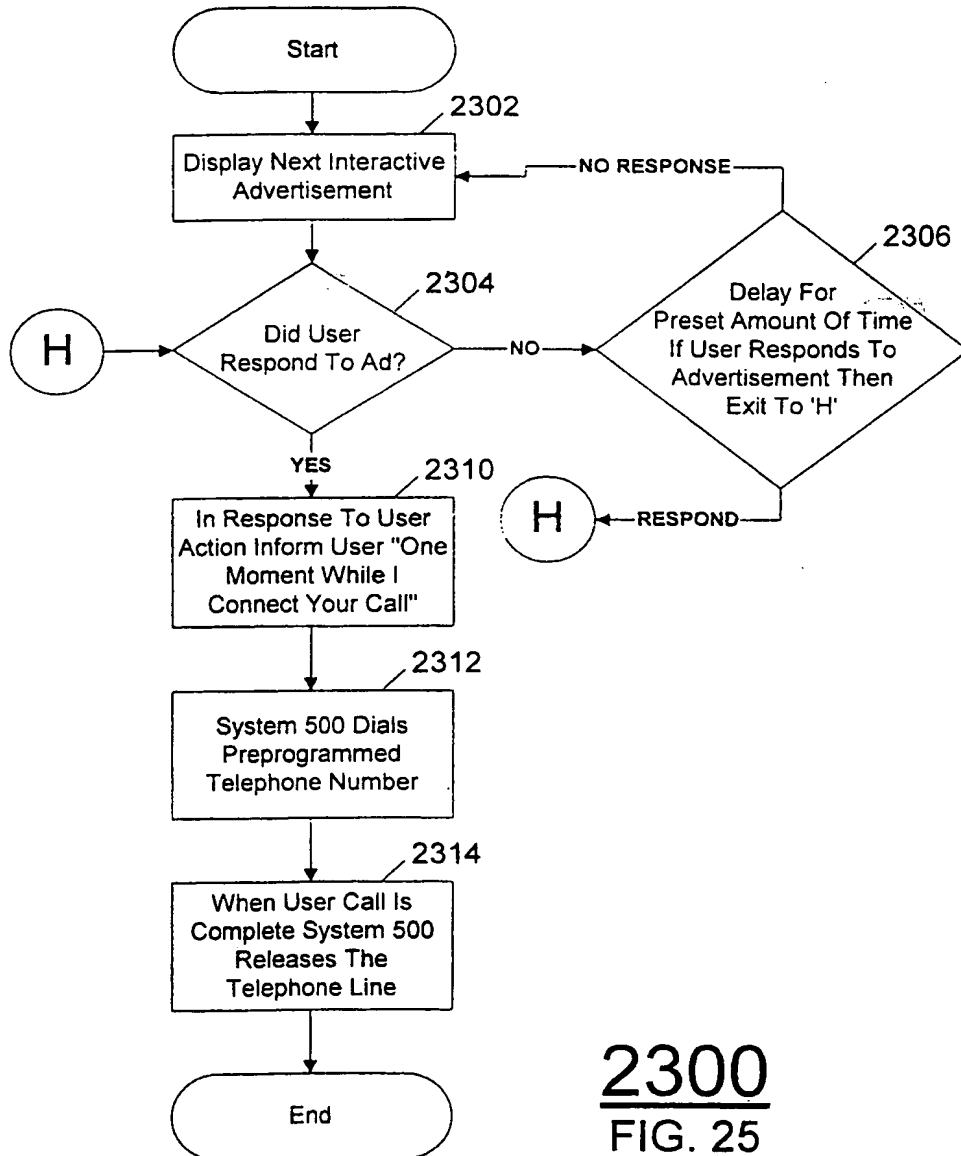 Start
2302
Display Next Interactive
Advertisement
NO RESPONSE
2306
2304
Delay For
Preset Amount Of Time
If User Responds To
Advertisement Then
Exit To 'H'
H
Did User
Respond To Ad?
NO
YES
2310
H
RESPOND
In Response To User
Action Inform User "One
Moment While I
Connect Your Call"
2312
System 500 Dials
Preprogrammed
Telephone Number
2314
When User Call Is
Complete System 500
Releases The
Telephone Line
End
2300
FIG. 25